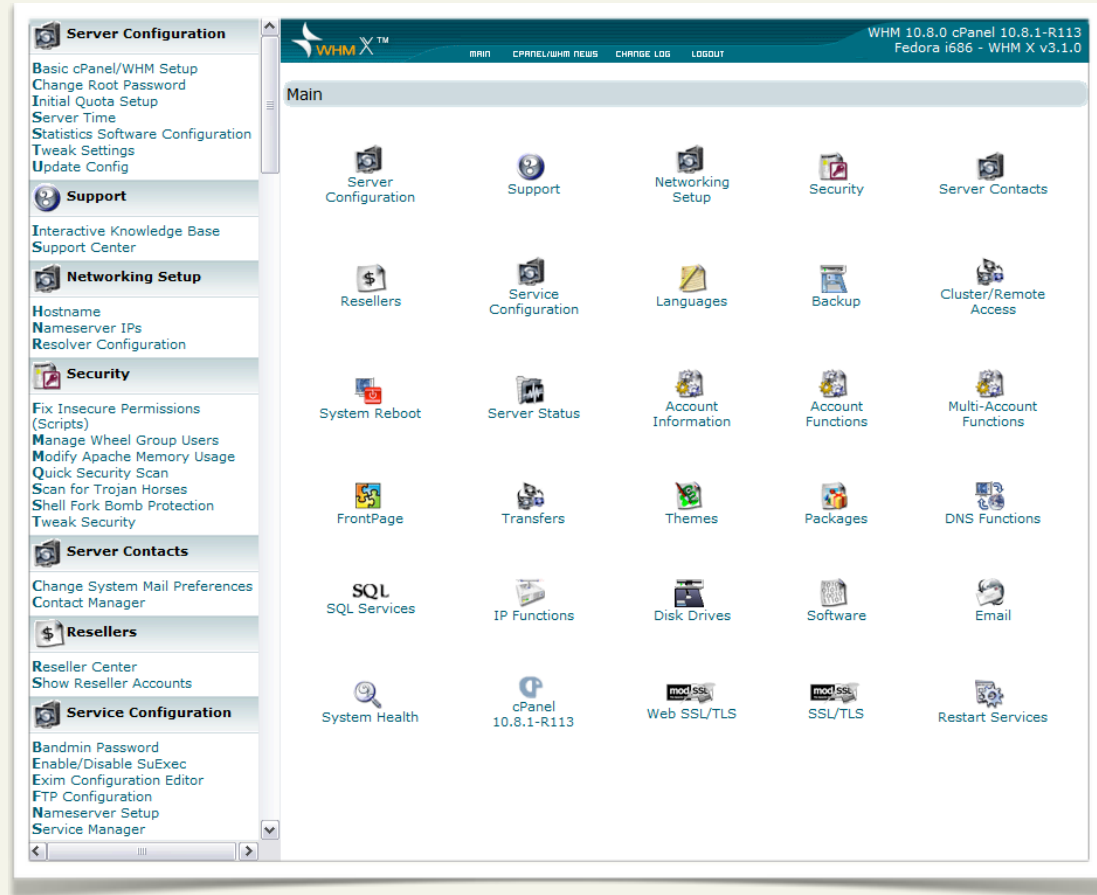 Server Configuration
Basic cPanel/WHM Setup
Change Root Password
Initial Quota Setup
Server Time
Statistics Software Configuration
Tweak Settings
Update Config
Support
Interactive Knowledge Base
Support Center
Networking Setup
Hostname
Nameserver IPs
Resolver Configuration
Security
Fix Insecure Permissions
(Scripts)
Manage Wheel Group Users
Modify Apache Memory Usage
Quick Security Scan
Scan for Trojan Horses
Shell Fork Bomb Protection
Tweak Security
Server Contacts
Change System Mail Preferences
Contact Manager
Resellers
Reseller Center
Show Reseller Accounts
Service Configuration
Bandmin Password
Enable/Disable SuExec
Exim Configuration Editor
FTP Configuration
Nameserver Setup
Service Manager
WHM X ™
MAIN CPANEL/WHM NEWS CHANGE LOG LOGOUT
WHM 10.8.0 cPanel 10.8.1-R113
Fedora i686 - WHM X v3.1.0
Main
Server
Configuration
Support
Networking
Setup
Security
Server Contacts
$
Resellers
Service
Configuration
Languages
Backup
Cluster/Remote
Access
System Reboot
Server Status
Account
Information
Account
Functions
Multi-Account
Functions
FrontPage
Transfers
Themes
Packages
DNS Functions
SQL
SQL Services
IP Functions
Disk Drives
Software
Email
System Health
cPanel
10.8.1-R113
mod_ssl
Web SSL/TLS
mod_ssl
SSL/TLS
Restart Services